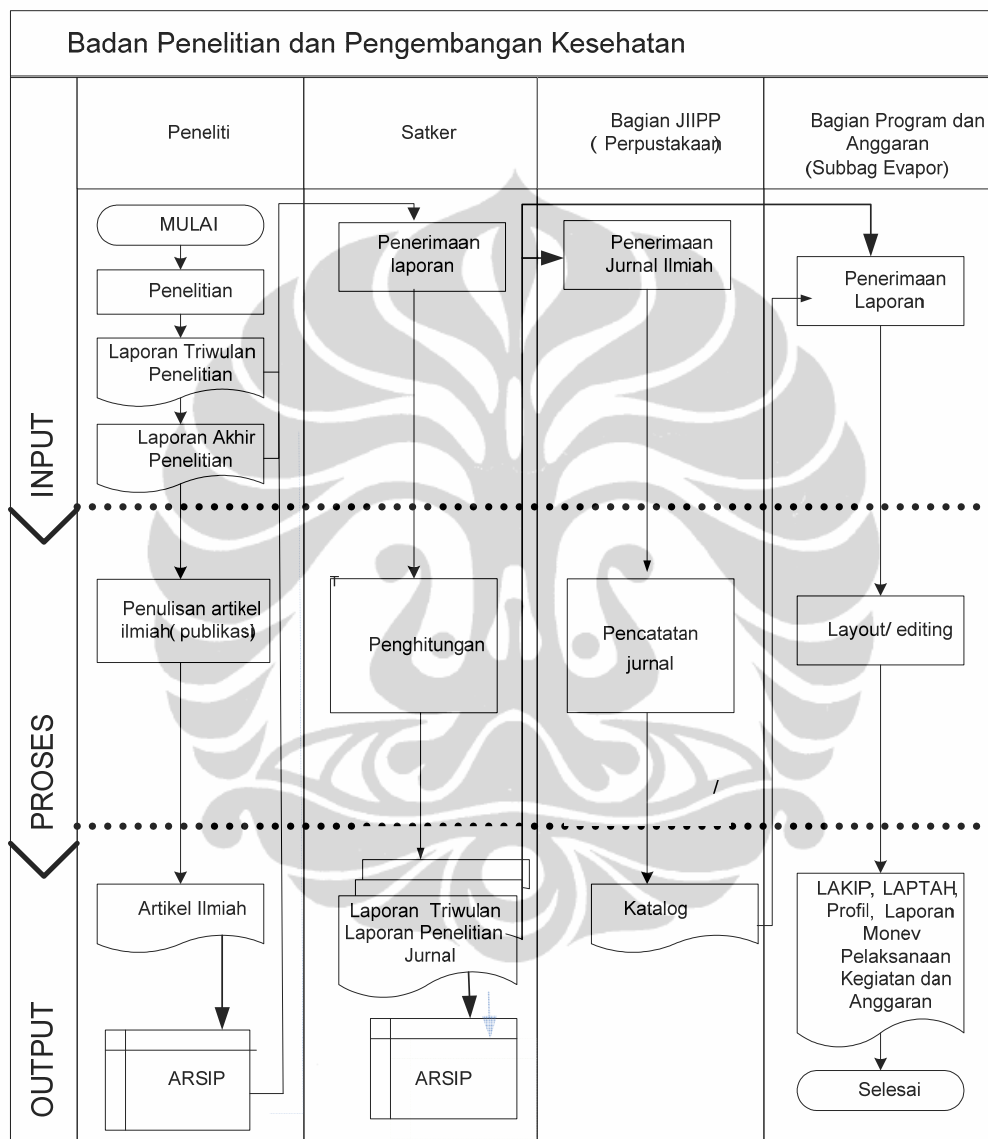 Badan Penelitian dan Pengembangan Kesehatan
Peneliti
Satker
Bagian JIIPP
( Perpustakaan)
Bagian Program dan
Anggaran
(Subbag Evapor)
INPUT
MULAI
Penelitian
Laporan Triwulan
Penelitian
Laporan Akhir
Penelitian
Penerimaan
laporan
Penerimaan
Jurnal Ilmiah
Penerimaan
Laporan
PROSES
Penulisan artikel
ilmiah( publikas)
T
Penghitungan
Pencatatan
jurnal
/
Layout/ editing
OUTPUT
Artikel Ilmiah
ARSIP
Laporan Triwulan
Laporan Penelitian
Jurnal
ARSIP
Katalog
LAKIP, LAPTAH,
Profil, Laporan
Monev
Pelaksanaan
Kegiatan dan
Anggaran
Selesai